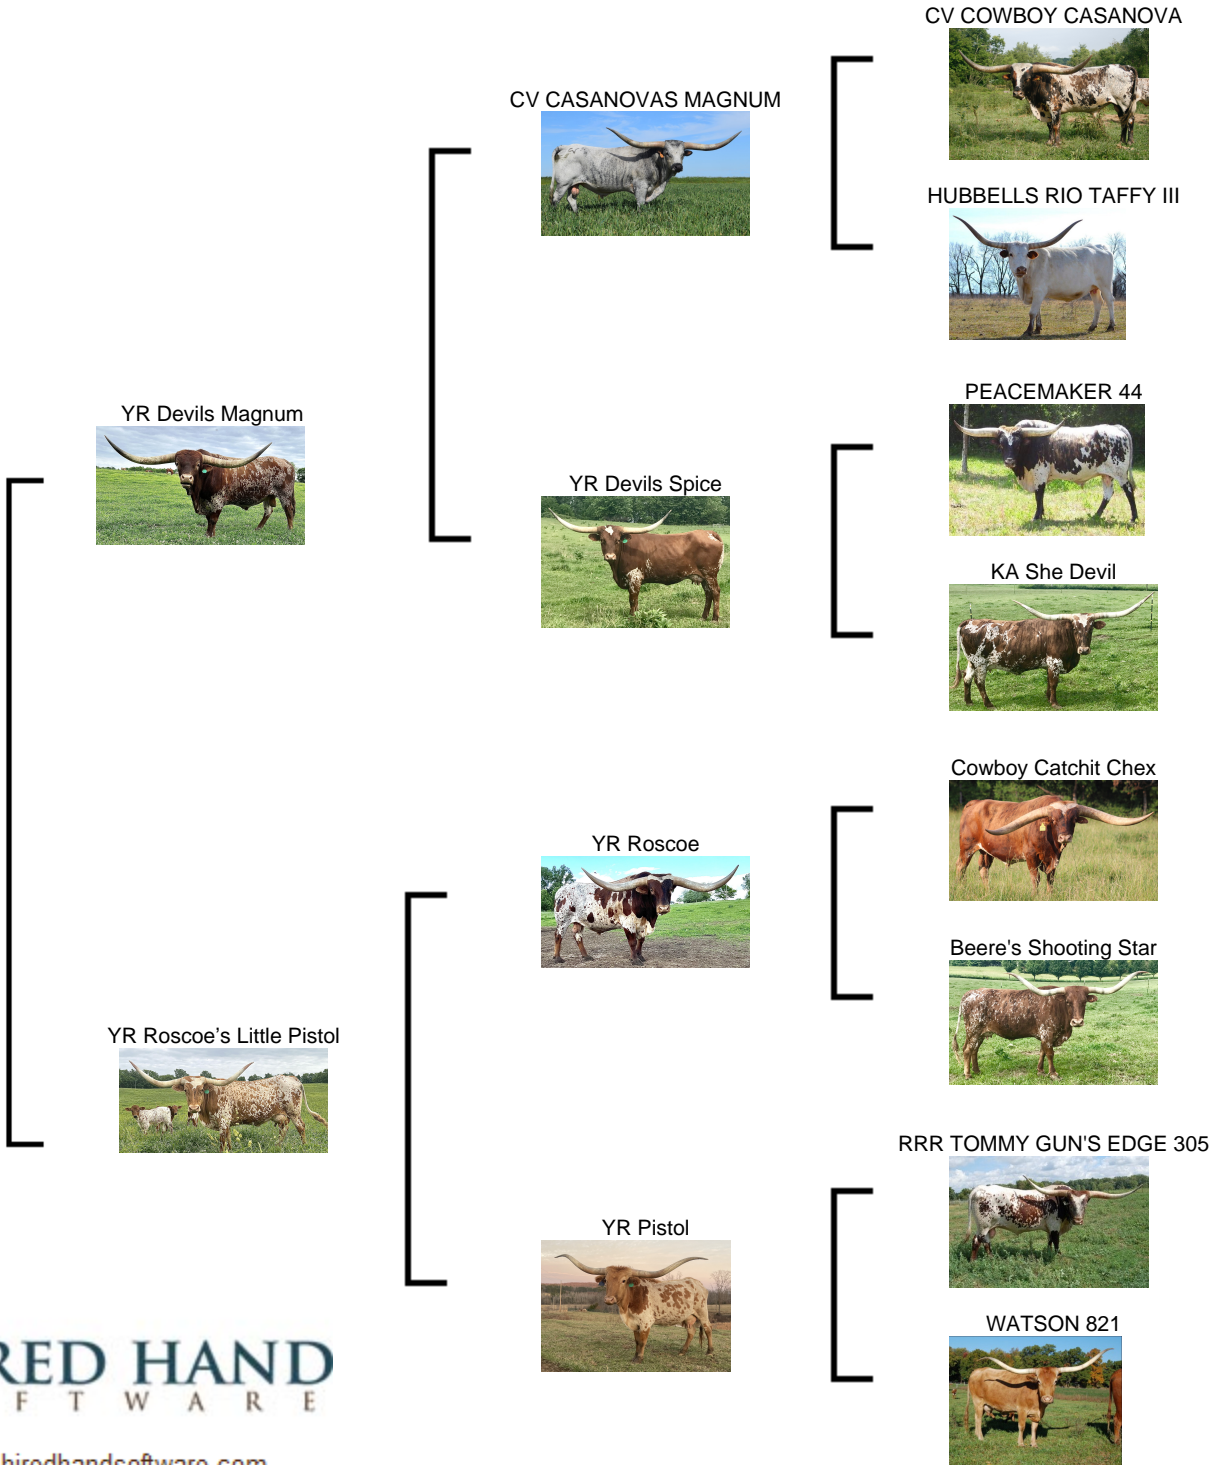 CV COWBOY CASANOVA
CV CASANOVAS MAGNUM
HUBBELLS RIO TAFFY III
PEACEMAKER 44
YR Devils Magnum
YR Devils Spice
KA She Devil
Cowboy Catchit Chex
YR Roscoe
Beere's Shooting Star
YR Roscoe’s Little Pistol
RRR TOMMY GUN'S EDGE 305
YR Pistol
WATSON 821
RED HAND
F T W A R E
hiredhandsoftware.com